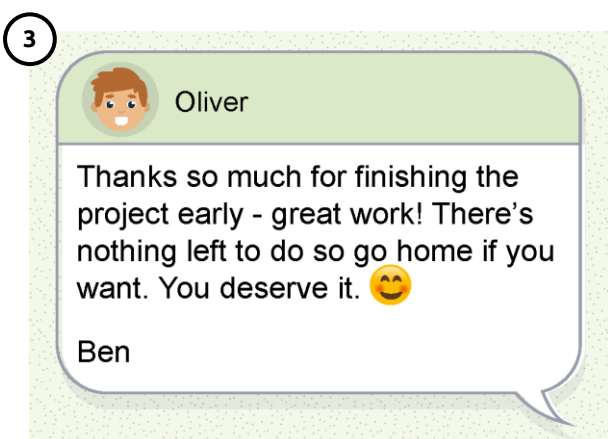 3
Oliver
Thanks so much for finishing the
project early - great work! There's
nothing left to do so go home if you
want. You deserve it. 😊
Ben